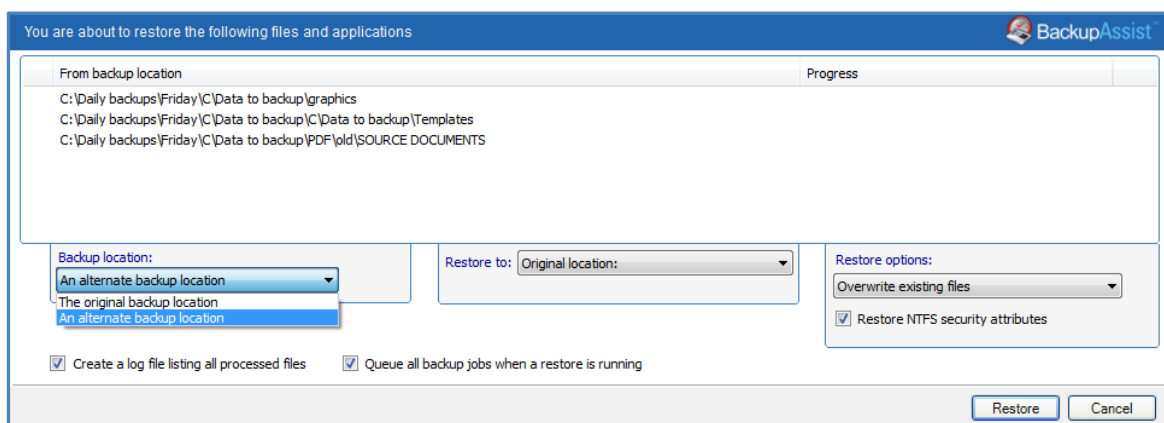 You are about to restore the following files and applications
BackupAssist™
From backup location Progress
C:\Daily backups\Friday\C\Data to backup\graphics
C:\Daily backups\Friday\C\Data to backup\C\Data to backup\Templates
C:\Daily backups\Friday\C\Data to backup\PDF\old\SOURCE DOCUMENTS
Backup location:
An alternate backup location
The original backup location
An alternate backup location
Restore to: Original location:
Restore options:
Overwrite existing files
Restore NTFS security attributes
Create a log file listing all processed files Queue all backup jobs when a restore is running
Restore Cancel